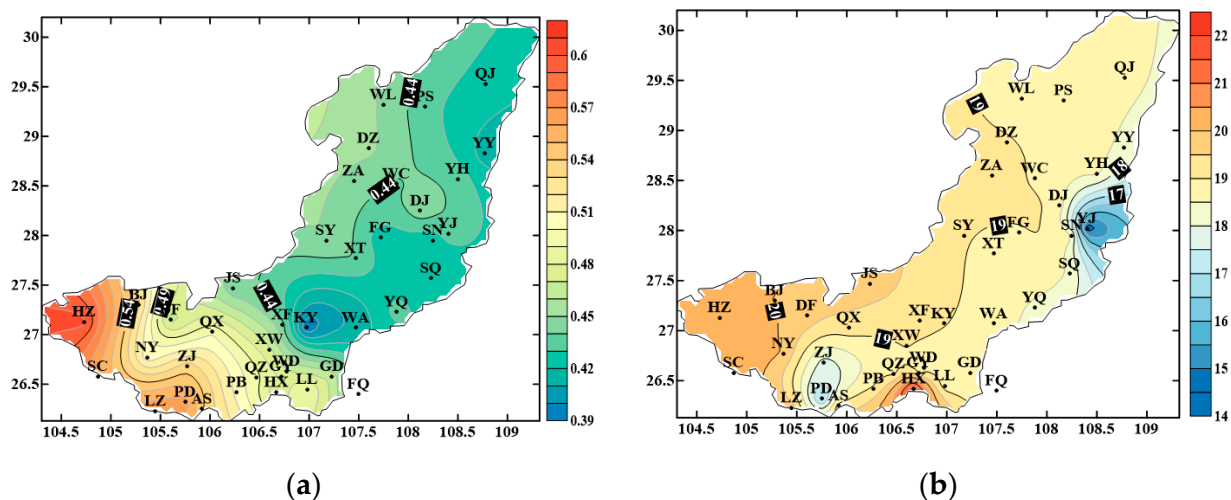 30
29.5
29
28.5
28
27.5
27
26.5
104.5 105 105.5 106 106.5 107 107.5 108 108.5 109
QJ
0.44
WL PS
DZ YY
ZA WC YH
0.44
DJ
SY FG SN YJ
XT
SQ
JS 0.44
HZ BJ 0.54 0.49 DF QX XF KY WA YQ
NY XW
SC ZJ QZ GY WD GD
PB HX LL FQ
LZ PD AS
0.6
0.57
0.54
0.51
0.48
0.45
0.42
0.39
(a)
30
29.5
29
28.5
28
27.5
27
26.5
104.5 105 105.5 106 106.5 107 107.5 108 108.5 109
QJ
19 WL PS
DZ YY
ZA WC YH 18
DJ 17
SY 19 FG SN YJ
XT
SQ
JS
HZ BJ 20 DF QX XF KY WA YQ
NY 19 XW
SC ZJ QZ WD GD
PD PB HX LL FQ
LZ AS
22
21
20
19
18
17
16
15
14
(b)